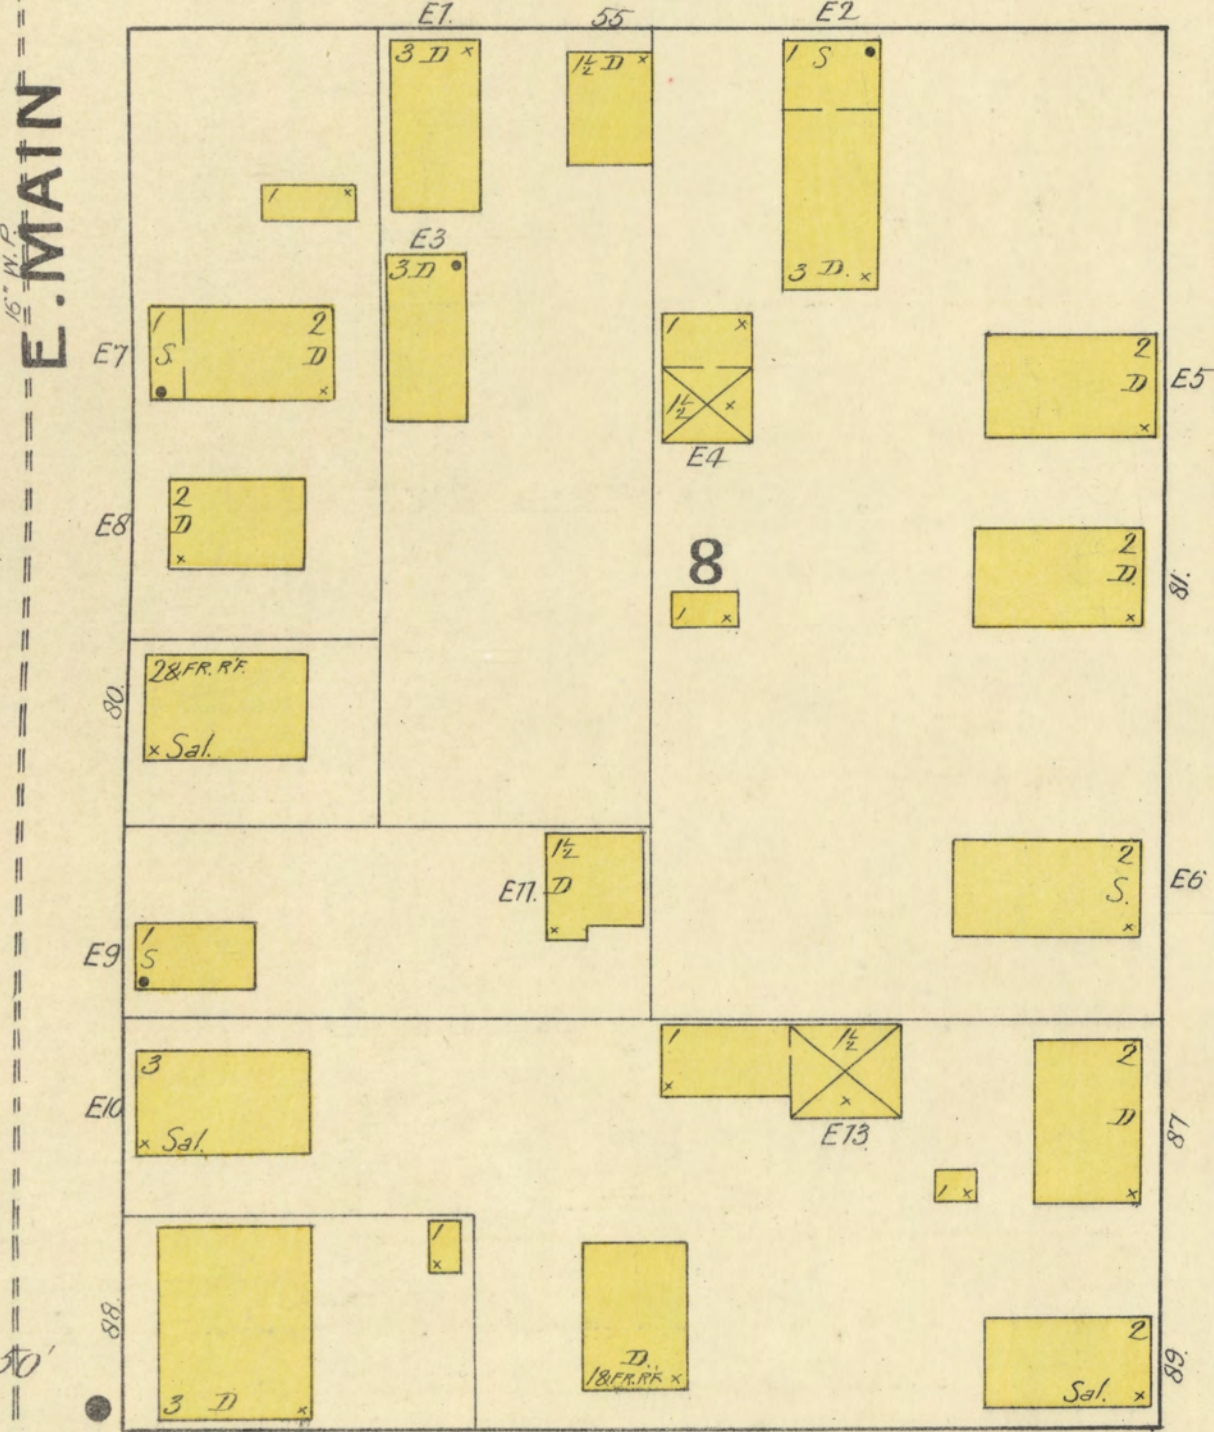 E1. 55 E2
E. MAIN
16" W.P.
3 D x
1½ D x
1 S
3 D. x
1 x
E3
3.D
E7
1 2
S. D
x
1 x
1½ x
E4
2
D
x
E5
E8
2
D
x
8
1 x
2
D.
x
81.
80.
2&FR. R'F.
x Sal.
E11.
1½
D
x
2
S.
x
E6
E9
1
S
E10
3
x Sal.
1
x
1½
x
E13
2
D
x
87
1 x
88.
3 D x
1
x
D.
1&FR.R'F. x
2
Sal. x
89.
50'